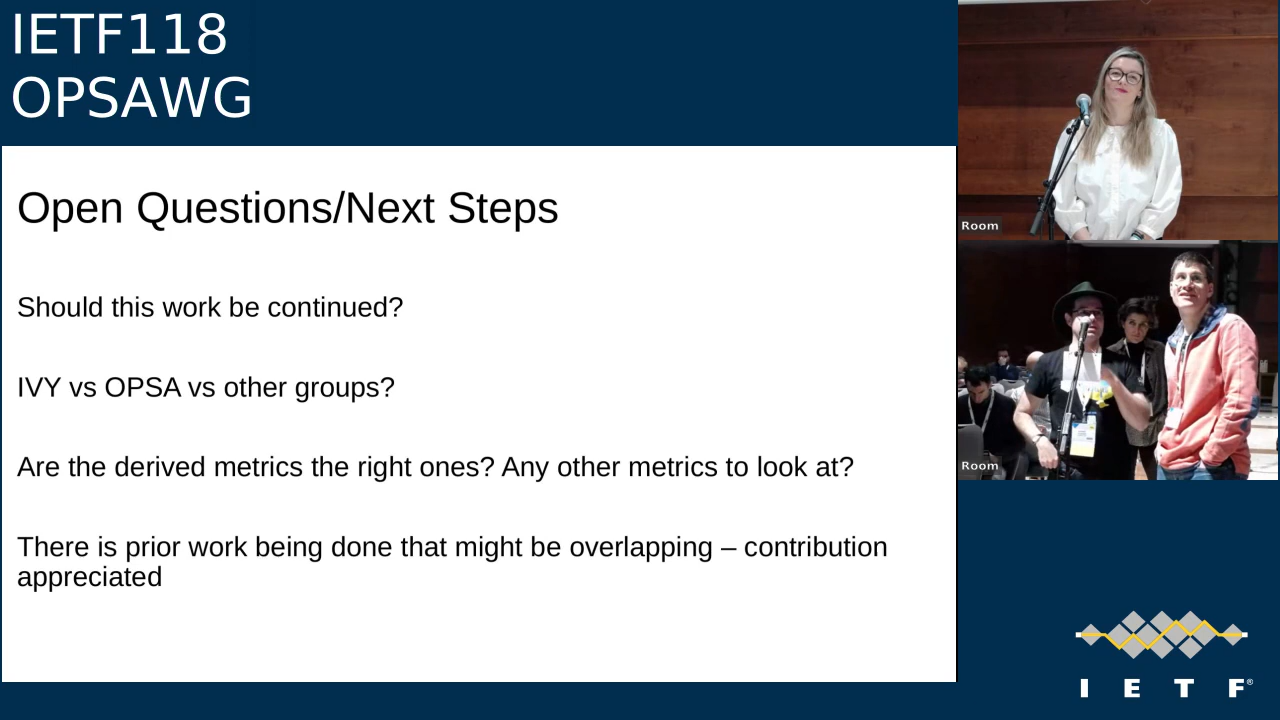 IETF118
OPSAWG
Open Questions/Next Steps
Should this work be continued?
IVY vs OPSA vs other groups?
Are the derived metrics the right ones? Any other metrics to look at?
There is prior work being done that might be overlapping – contribution
appreciated
Room
Room
I E T F®